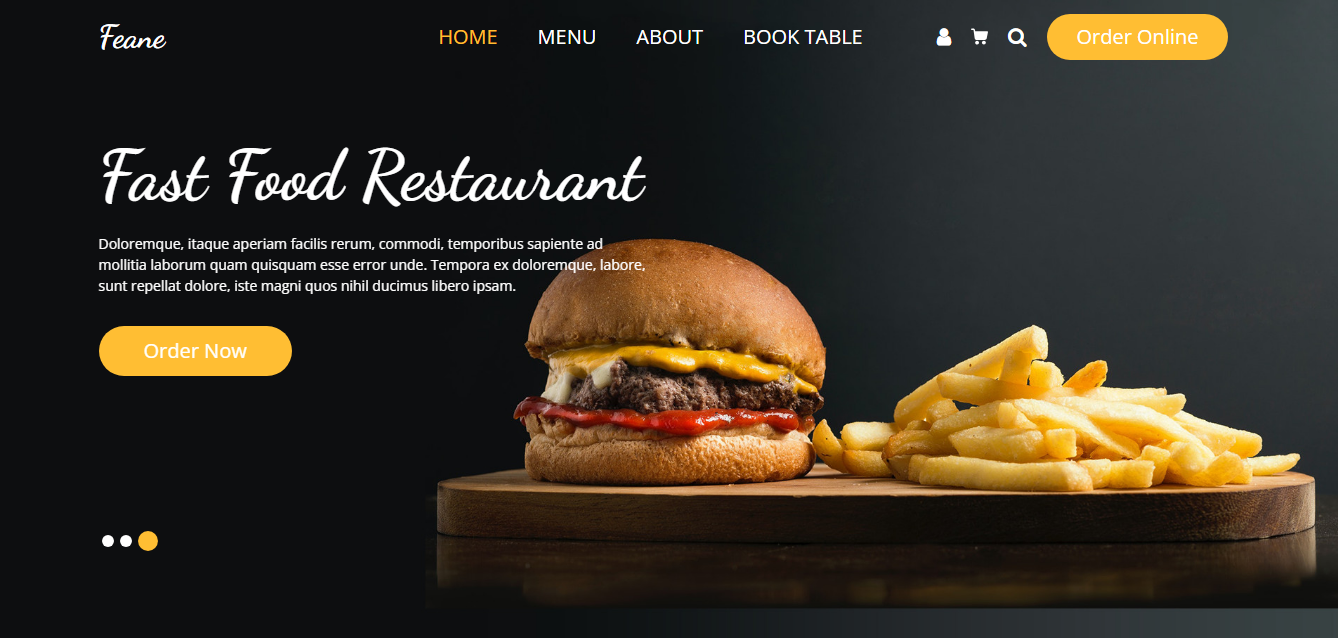 Feane
HOME MENU ABOUT BOOK TABLE Order Online
Fast Food Restaurant
Doloremque, itaque aperiam facilis rerum, commodi, temporibus sapiente ad
mollitia laborum quam quisquam esse error unde. Tempora ex doloremque, labore,
sunt repellat dolore, iste magni quos nihil ducimus libero ipsam.
Order Now